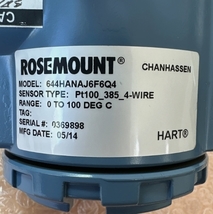 ROSEMOUNT® CHANHASSEN
MODEL: 644HANAJ6F6Q4
SENSOR TYPE: Pt100_385_4-WIRE
RANGE: 0 TO 100 DEG C
TAG:
SERIAL#: 0369898
MFG DATE: 05/14 HART®